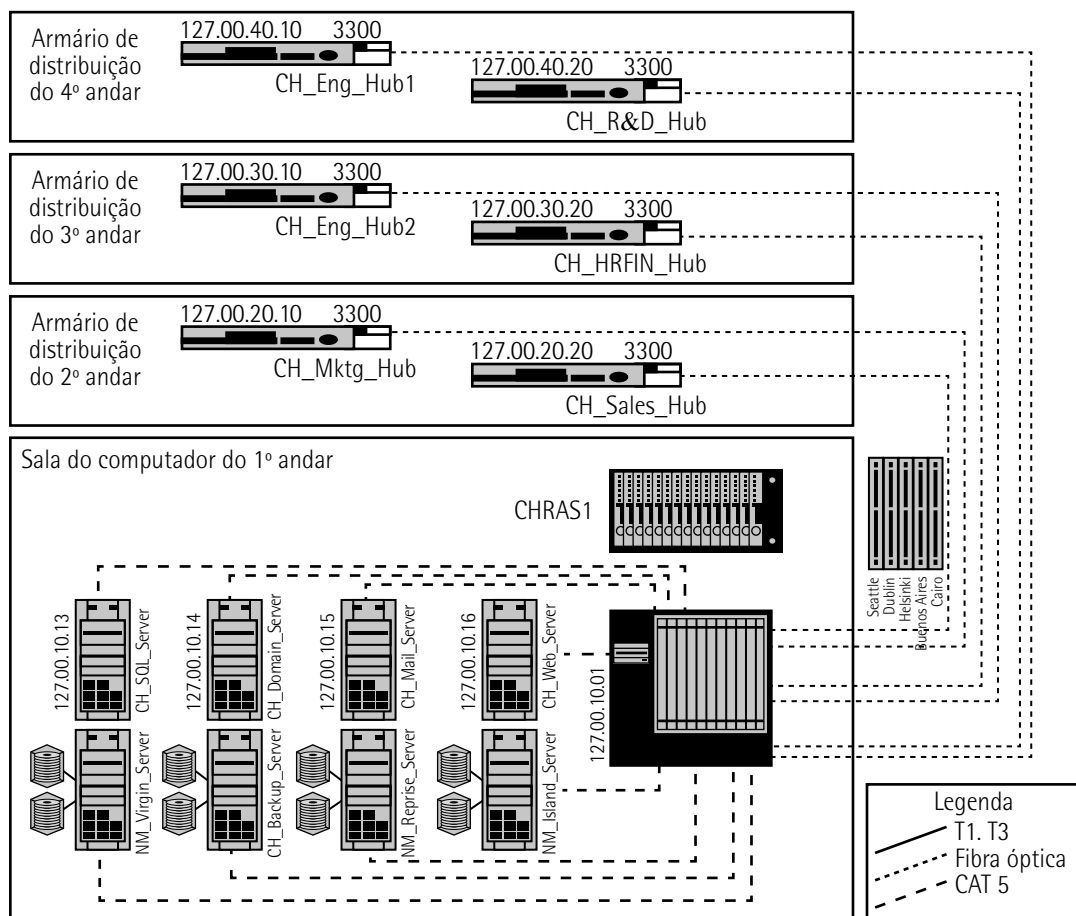 Armário de
distribuição
do 4º andar
127.00.40.10 3300
CH_Eng_Hub1
127.00.40.20 3300
CH_R&D_Hub
Armário de
distribuição
do 3º andar
127.00.30.10 3300
CH_Eng_Hub2
127.00.30.20 3300
CH_HRFIN_Hub
Armário de
distribuição
do 2º andar
127.00.20.10 3300
CH_Mktg_Hub
127.00.20.20 3300
CH_Sales_Hub
Sala do computador do 1º andar
CHRAS1
Seattle
Dublin
Helsinki
Buenos Aires
Cairo
127.00.10.13
CH_SQL_Server
127.00.10.14
CH_Domain_Server
127.00.10.15
CH_Mail_Server
127.00.10.16
CH_Web_Server
127.00.10.01
NM_Virgin_Server
CH_Backup_Server
NM_Reprise_Server
NM_Island_Server
Legenda
T1. T3
Fibra óptica
CAT 5